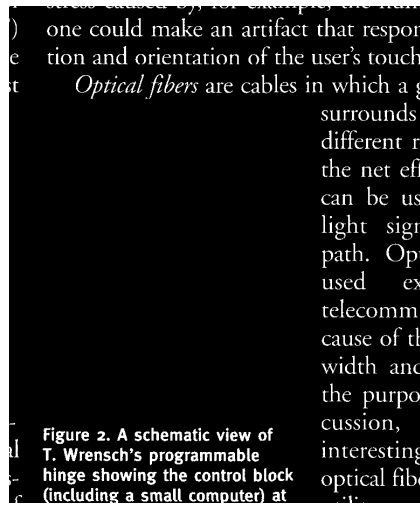 one could make an artifact that respon
tion and orientation of the user's touch
Optical fibers are cables in which a g
surrounds
different r
the net eff
can be us
light sign
path. Opt
used ex
telecomm
cause of th
width and
the purpo
cussion,
interesting
optical fibe
Figure 2. A schematic view of
T. Wrensch's programmable
hinge showing the control block
(including a small computer) at